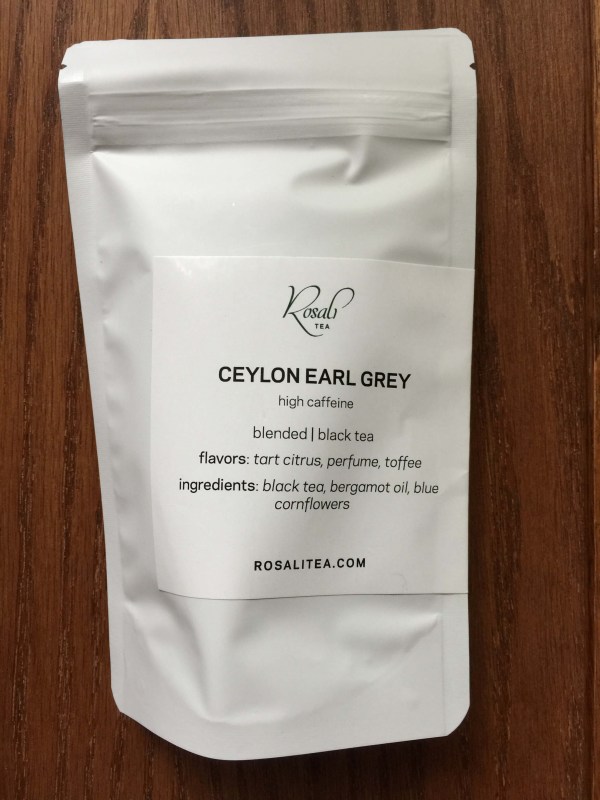 Rosali
TEA
CEYLON EARL GREY
high caffeine
blended | black tea
flavors: tart citrus, perfume, toffee
ingredients: black tea, bergamot oil, blue
cornflowers
ROSALITEA.COM